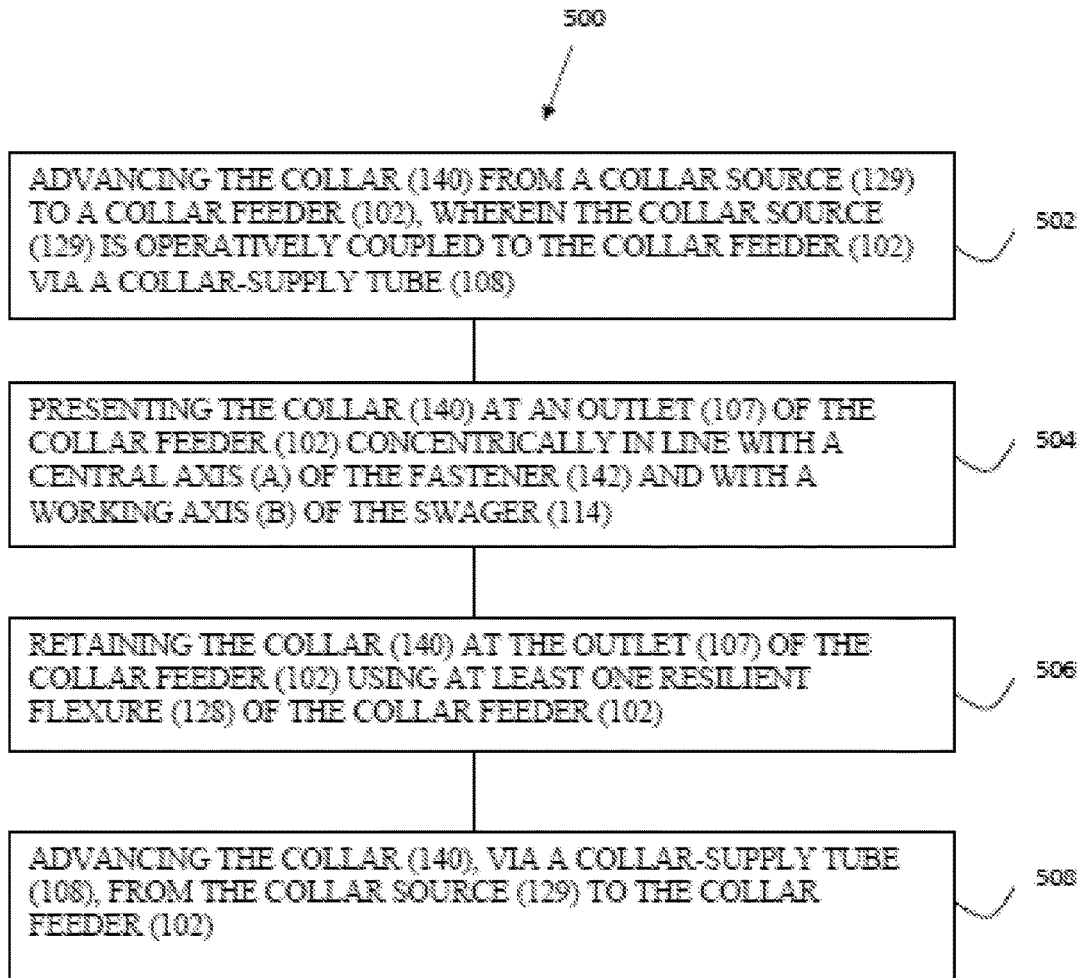 500
ADVANCING THE COLLAR (140) FROM A COLLAR SOURCE (129)
TO A COLLAR FEEDER (102), WHEREIN THE COLLAR SOURCE
(129) IS OPERATIVELY COUPLED TO THE COLLAR FEEDER (102)
VIA A COLLAR-SUPPLY TUBE (108)
502
PRESENTING THE COLLAR (140) AT AN OUTLET (107) OF THE
COLLAR FEEDER (102) CONCENTRICALLY IN LINE WITH A
CENTRAL AXIS (A) OF THE FASTENER (142) AND WITH A
WORKING AXIS (B) OF THE SWAGER (114)
504
RETAINING THE COLLAR (140) AT THE OUTLET (107) OF THE
COLLAR FEEDER (102) USING AT LEAST ONE RESILIENT
FLEXURE (128) OF THE COLLAR FEEDER (102)
506
ADVANCING THE COLLAR (140), VIA A COLLAR-SUPPLY TUBE
(108), FROM THE COLLAR SOURCE (129) TO THE COLLAR
FEEDER (102)
508